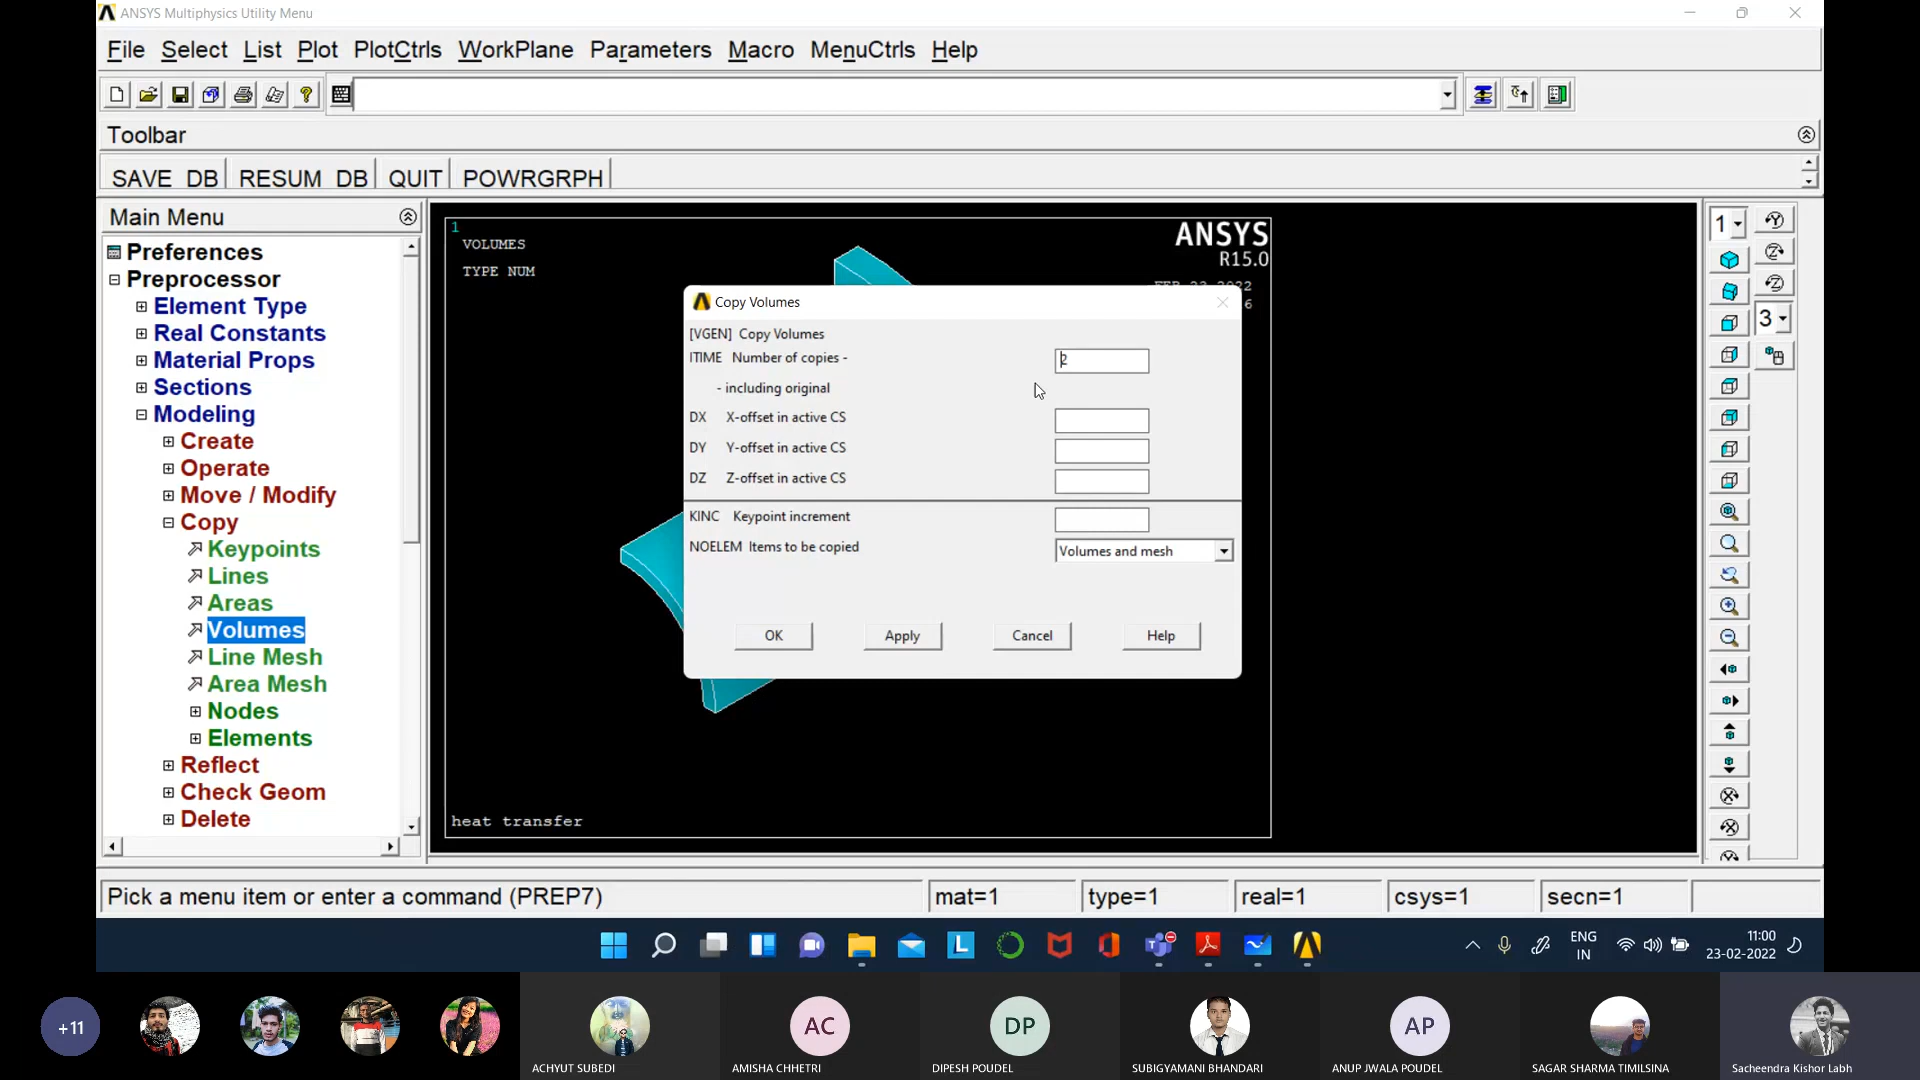 ANSYS Multiphysics Utility Menu
File Select List Plot PlotCtrls WorkPlane Parameters Macro MenuCtrls Help
Toolbar
SAVE_DB RESUM_DB QUIT POWRGRPH
Main Menu
Preferences
Preprocessor
Element Type
Real Constants
Material Props
Sections
Modeling
Create
Operate
Move / Modify
Copy
Keypoints
Lines
Areas
Volumes
Line Mesh
Area Mesh
Nodes
Elements
Reflect
Check Geom
Delete
1
VOLUMES
TYPE NUM
ANSYS
R15.0
FEB 23 2022
6
heat transfer
Copy Volumes
[VGEN] Copy Volumes
ITIME Number of copies - 2
- including original
DX X-offset in active CS
DY Y-offset in active CS
DZ Z-offset in active CS
KINC Keypoint increment
NOELEM Items to be copied Volumes and mesh
OK Apply Cancel Help
1
3
Pick a menu item or enter a command (PREP7) mat=1 type=1 real=1 csys=1 secn=1
ENG
IN
11:00
23-02-2022
+11
AC
DP
AP
ACHYUT SUBEDI
AMISHA CHHETRI
DIPESH POUDEL
SUBIGYAMANI BHANDARI
ANUP JWALA POUDEL
SAGAR SHARMA TIMILSINA
Sacheendra Kishor Labh